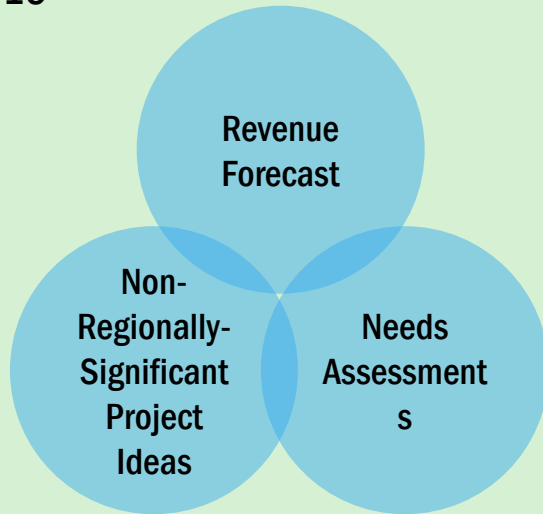 Revenue
Forecast
Non-
Regionally-
Significant
Project
Ideas
Needs
Assessment
s